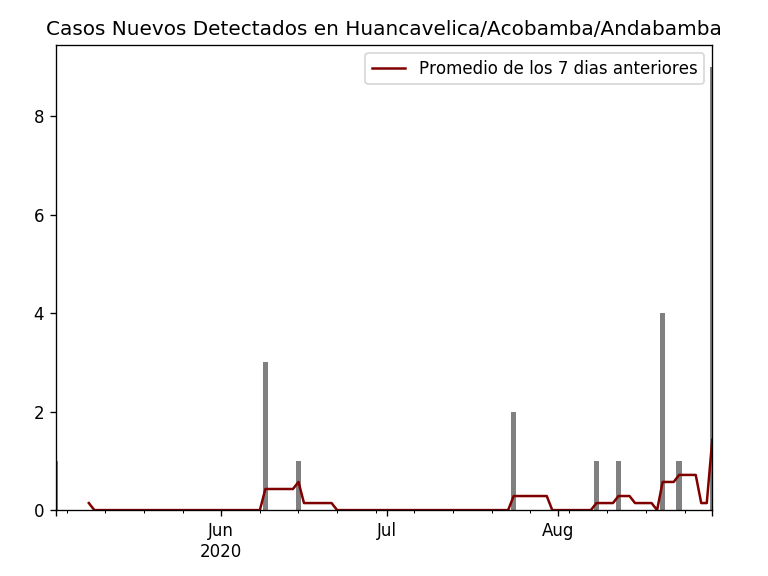 Casos Nuevos Detectados en Huancavelica/Acobamba/Andabamba
Promedio de los 7 dias anteriores
8
6
4
2
0
Jun
2020
Jul
Aug